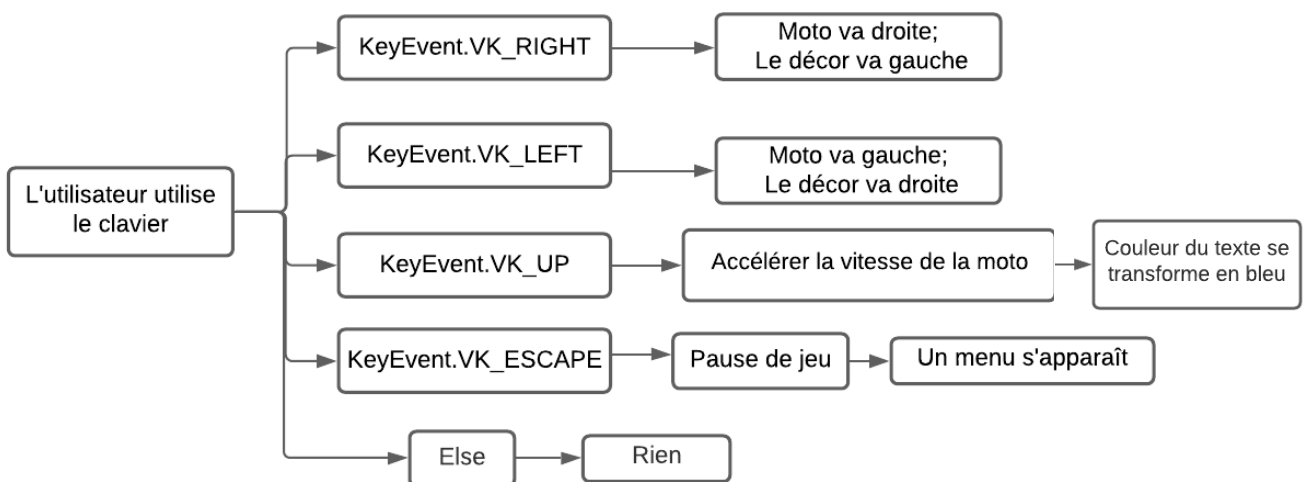 KeyEvent.VK_RIGHT
Moto va droite;
Le décor va gauche
KeyEvent.VK_LEFT
Moto va gauche;
Le décor va droite
L'utilisateur utilise
le clavier
KeyEvent.VK_UP
Accélérer la vitesse de la moto
Couleur du texte se
transforme en bleu
KeyEvent.VK_ESCAPE
Pause de jeu
Un menu s'apparaît
Else
Rien